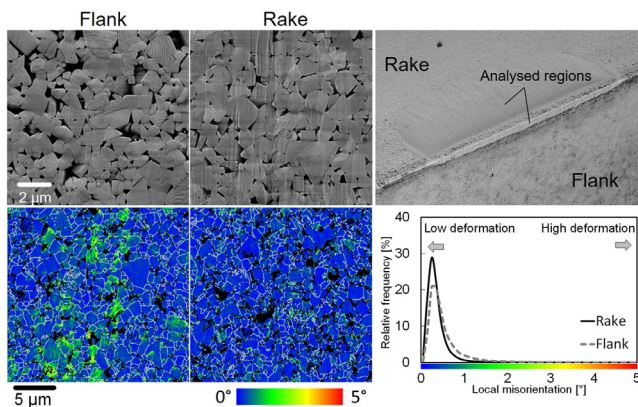 Flank
Rake
2 µm
Rake
Analysed regions
Flank
5 µm
0°
5°
Relative frequency [%]
40
30
20
10
0
Low deformation
High deformation
Rake
Flank
0
1
2
3
4
5
Local misorientation [°]